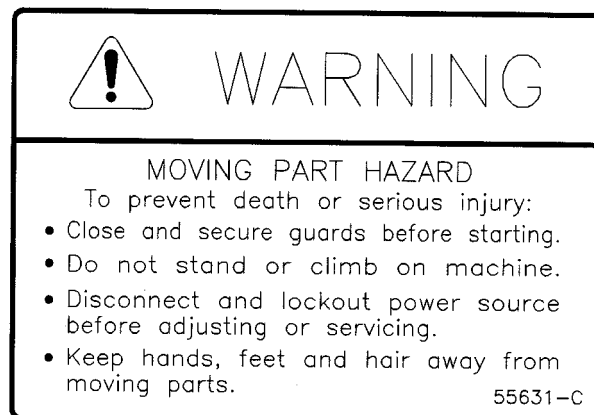 WARNING
MOVING PART HAZARD
To prevent death or serious injury:
• Close and secure guards before starting.
• Do not stand or climb on machine.
• Disconnect and lockout power source
before adjusting or servicing.
• Keep hands, feet and hair away from
moving parts.
55631-C